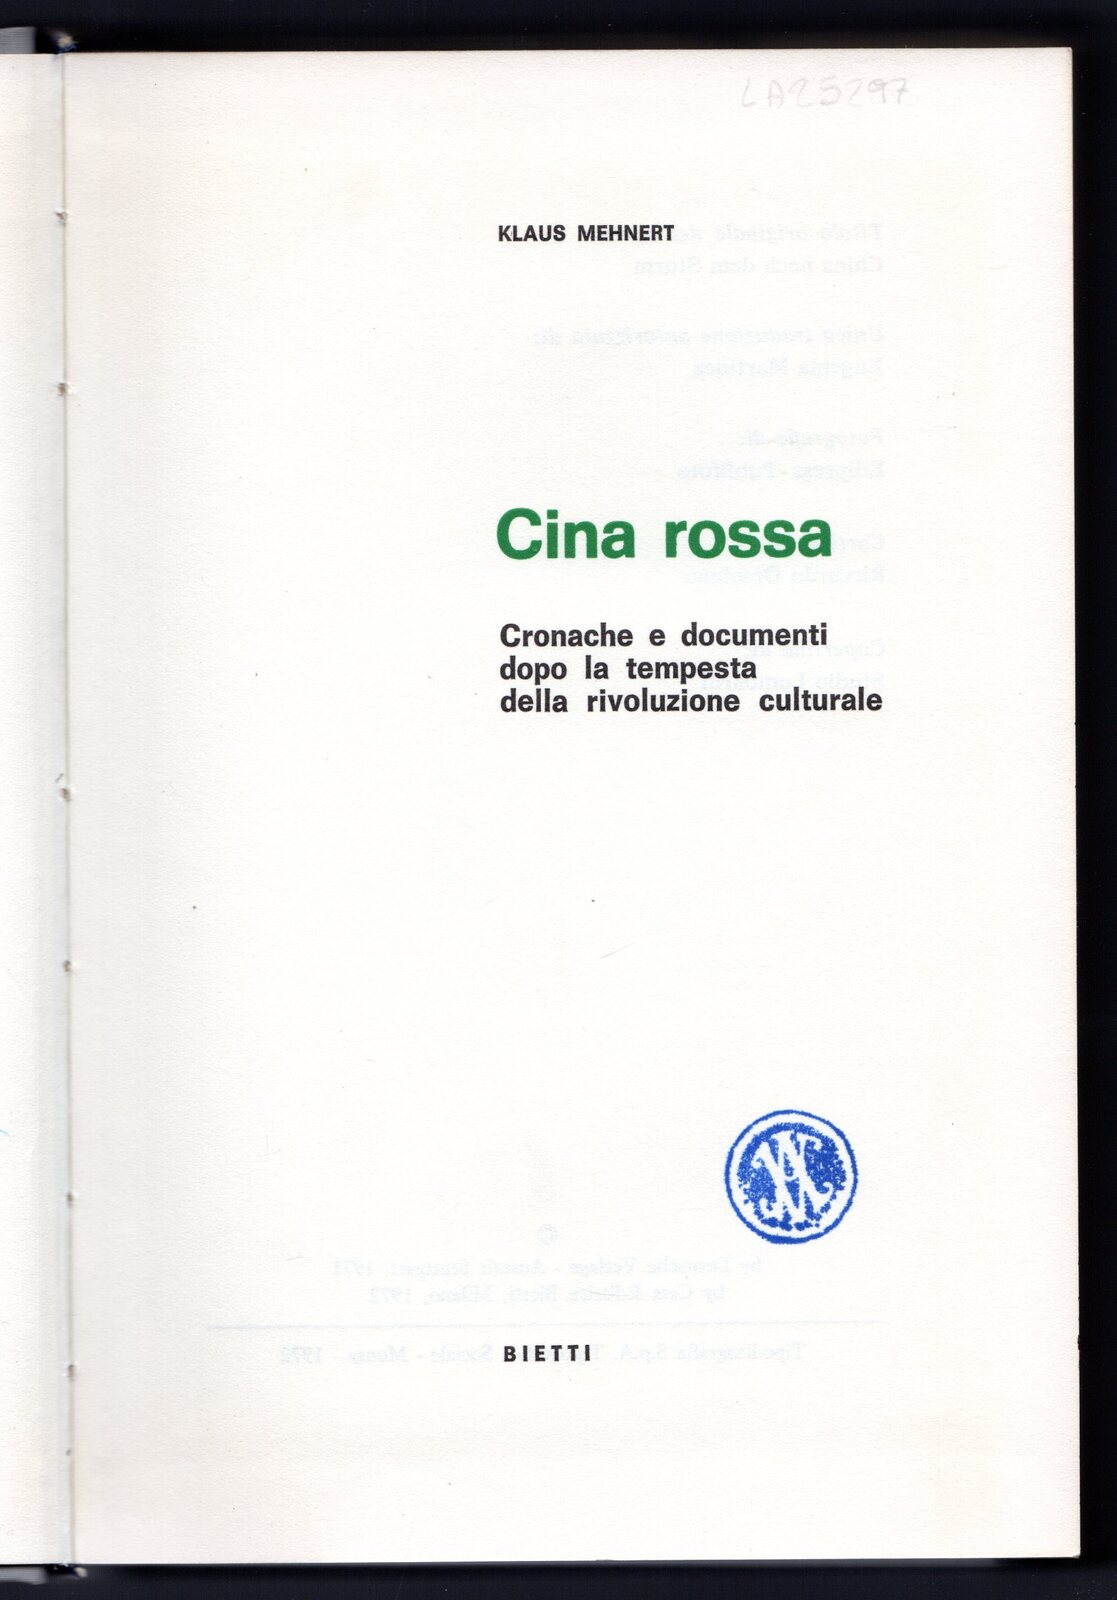 LA25297
KLAUS MEHNERT
Cina rossa
Cronache e documenti
dopo la tempesta
della rivoluzione culturale
BIETTI